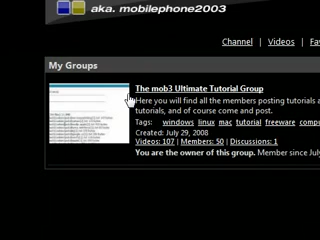 aka. mobilephone2003
Channel | Videos | Fa
My Groups
The mob3 Ultimate Tutorial Group
Here you will find all the members posting tutorials a
tutorials, and of course come and post.
Tags: windows linux mac tutorial freeware compu
Created: July 29, 2008
Videos: 107 | Members: 50 | Discussions: 1
You are the owner of this group. Member since July